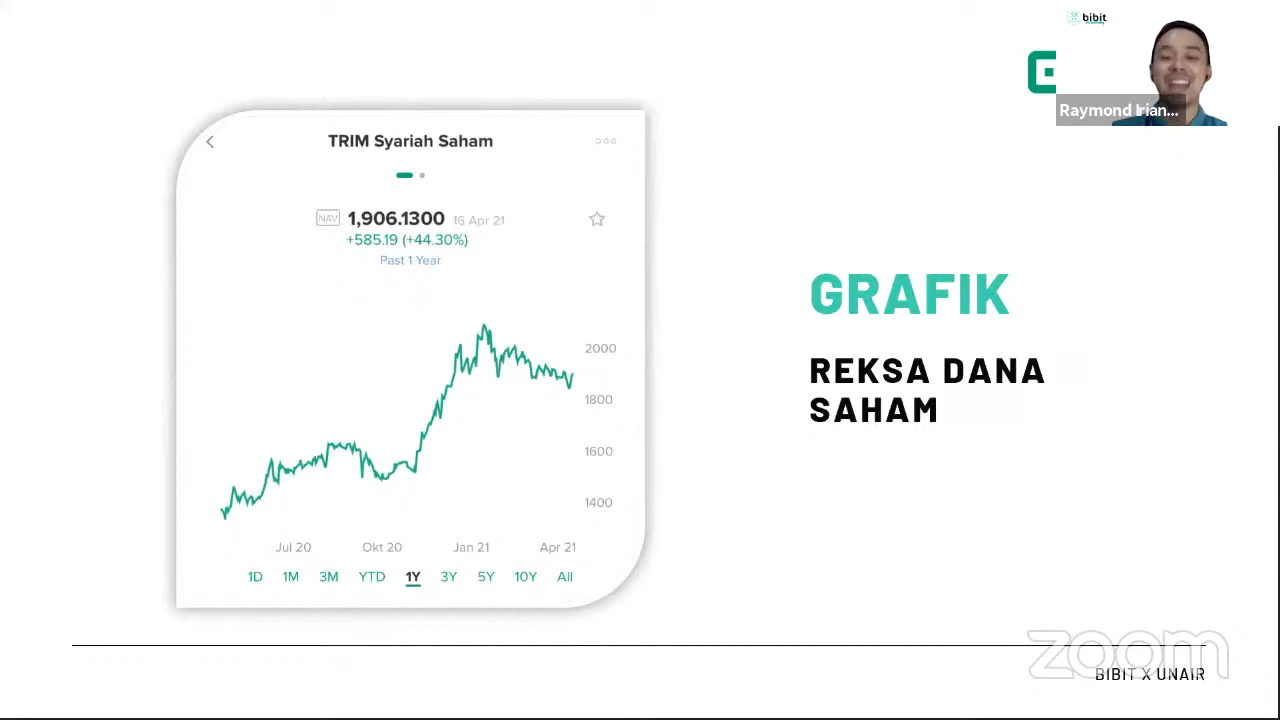 bibit
Raymond Irian...
TRIM Syariah Saham
NAV 1,906.1300 16 Apr 21
+585.19 (+44.30%)
Past 1 Year
2000
1800
1600
1400
Jul 20 Okt 20 Jan 21 Apr 21
1D 1M 3M YTD 1Y 3Y 5Y 10Y All
GRAFIK
REKSA DANA
SAHAM
zoom
BIBIT X UNAIR